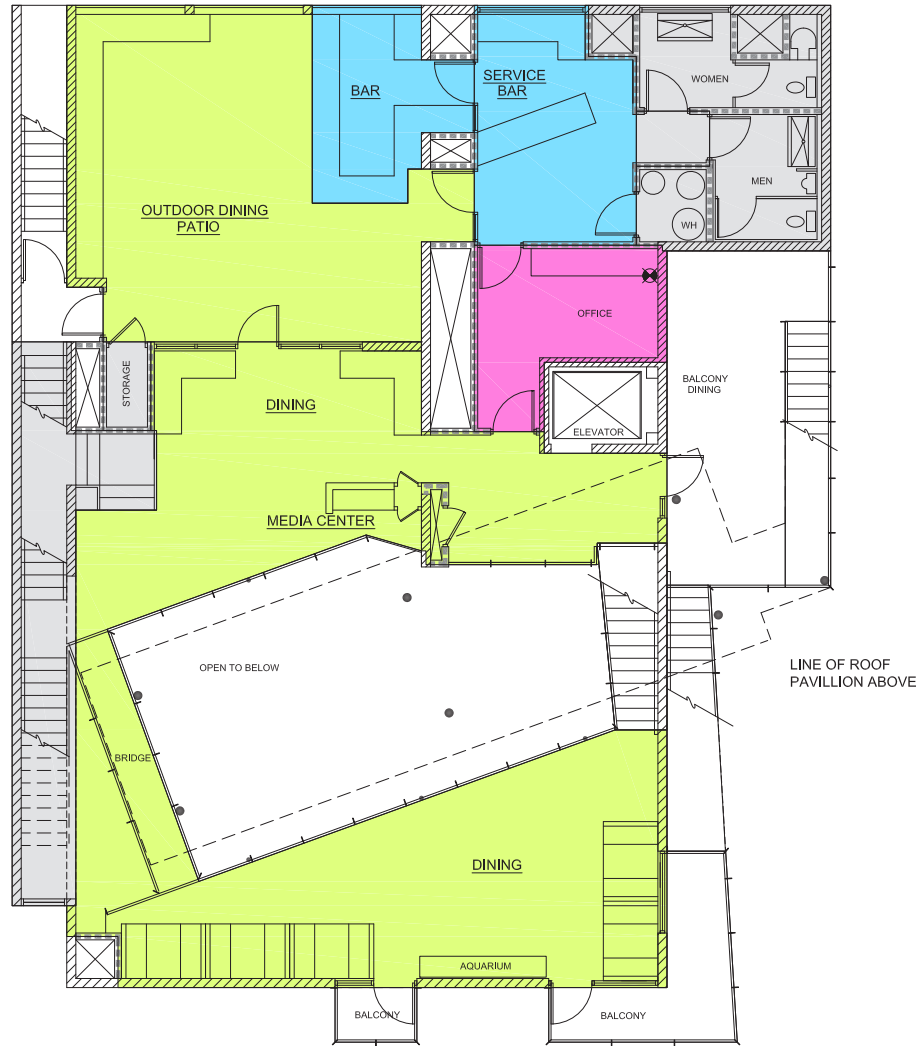 WOMEN
SERVICE
BAR
BAR
MEN
OUTDOOR DINING
PATIO
WH
OFFICE
STORAGE
DINING
BALCONY
DINING
ELEVATOR
MEDIA CENTER
OPEN TO BELOW
LINE OF ROOF
PAVILLION ABOVE
BRIDGE
DINING
AQUARIUM
BALCONY
BALCONY